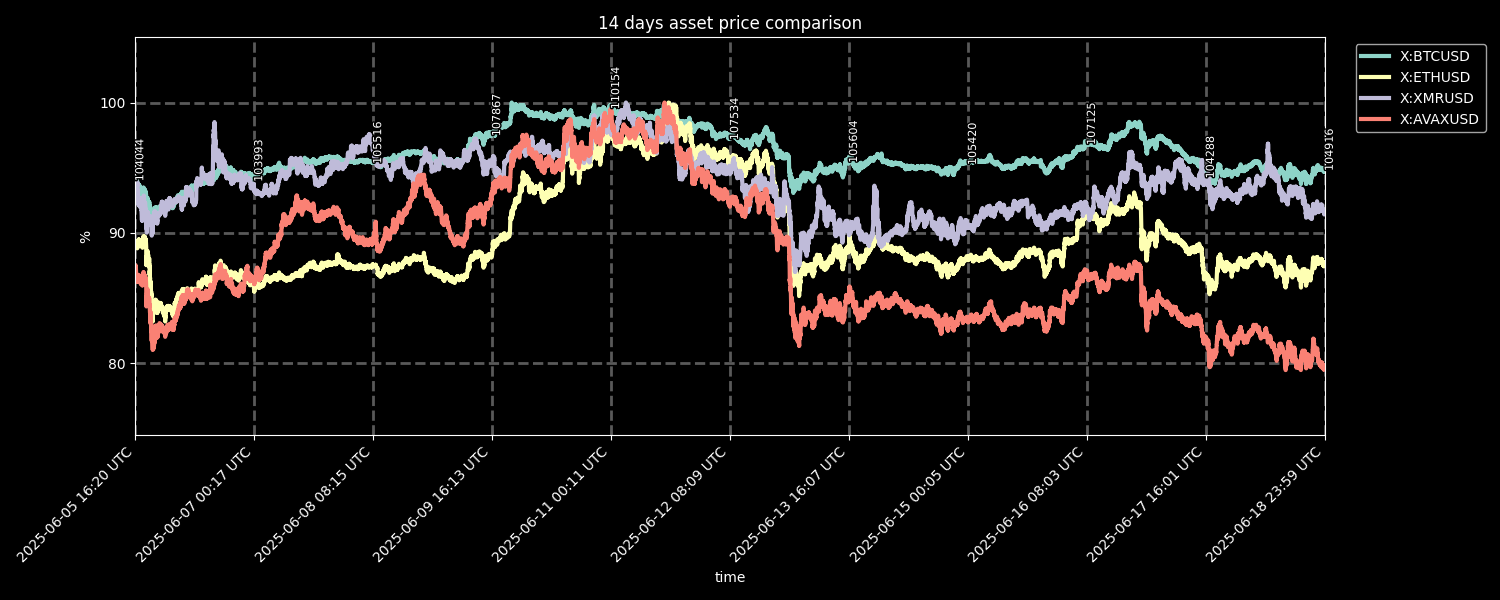 14 days asset price comparison
X:BTCUSD
X:ETHUSD
X:XMRUSD
X:AVAXUSD
%
100
90
80
104044
103993
105516
107867
110154
107534
105604
105420
107125
104288
104916
2025-06-05 16:20 UTC
2025-06-07 00:17 UTC
2025-06-08 08:15 UTC
2025-06-09 16:13 UTC
2025-06-11 00:11 UTC
2025-06-12 08:09 UTC
2025-06-13 16:07 UTC
2025-06-15 00:05 UTC
2025-06-16 08:03 UTC
2025-06-17 16:01 UTC
2025-06-18 23:59 UTC
time